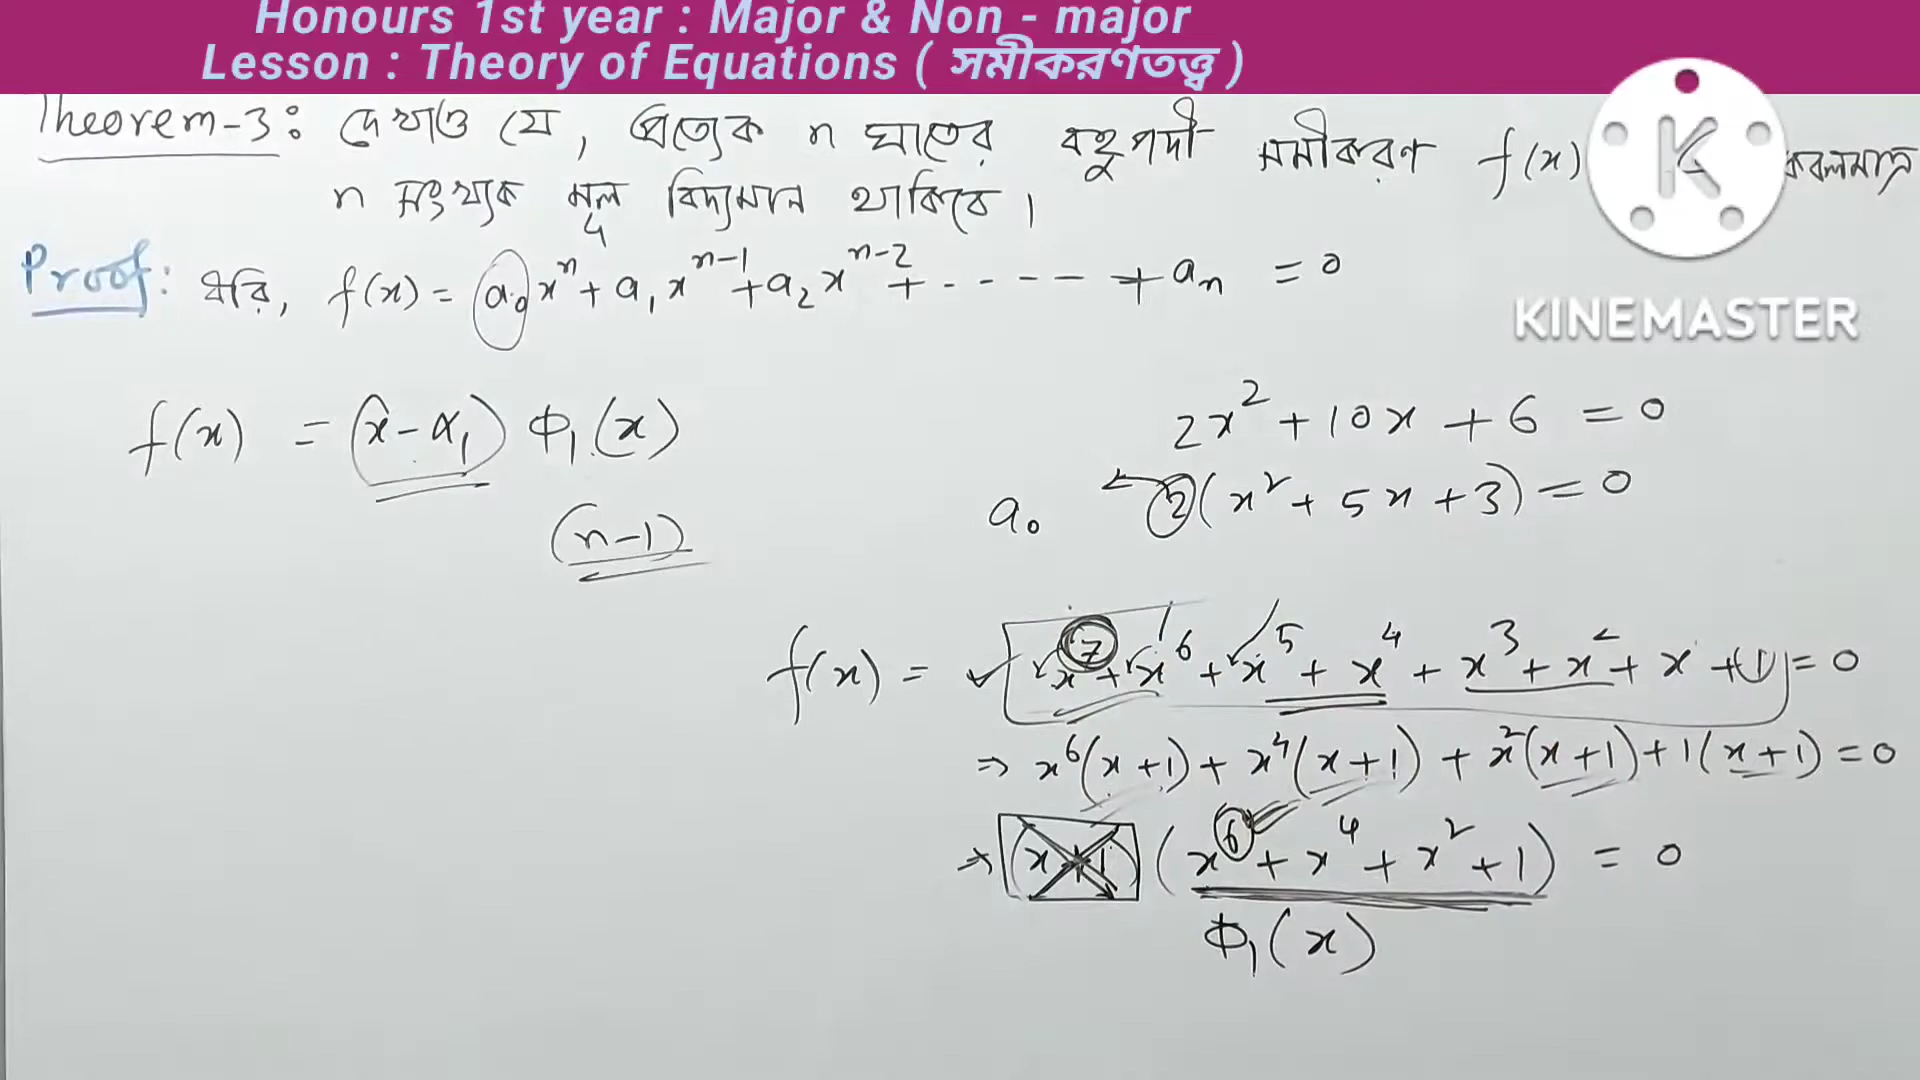 Honours 1st year : Major & Non - major
Lesson : Theory of Equations ( সমীকরণতত্ত্ব )
Theorem-3: দেখাও যে, প্রত্যেক n ঘাতের বহুপদী সমীকরণ f(x)
n সংখ্যক মূল বিদ্যমান থাকিবে।
Proof: ধরি, f(x) = a₀xⁿ + a₁xⁿ⁻¹ + a₂xⁿ⁻² + - - - - - + aₙ = 0
KINEMASTER
f(x) = (x-α₁) Φ₁(x)
(n-1)
2x² + 10x + 6 = 0
a₀ 2(x² + 5x + 3) = 0
f(x) = x⁷ + x⁶ + x⁵ + x⁴ + x³ + x² + x + 1 = 0
⇒ x⁶(x+1) + x⁴(x+1) + x²(x+1) + 1(x+1) = 0
⇒ (x+1) (x⁶ + x⁴ + x² + 1) = 0
Φ₁(x)